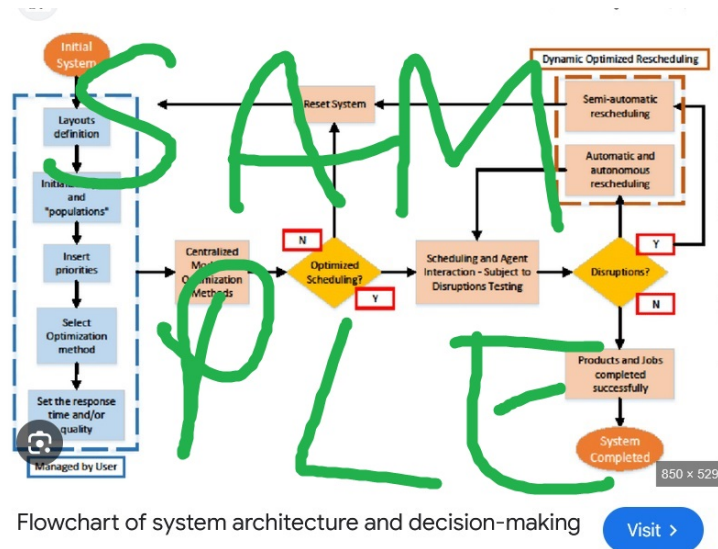 Initial
System
Layouts
definition
and
"populations"
Insert
priorities
Select
Optimization
method
Set the response
time and/or
quality
Managed by User
Reset System
Centralized
Optimization
Methods
N
Optimized
Scheduling?
Y
Scheduling and Agent
Interaction - Subject to
Disruptions Testing
Dynamic Optimized Rescheduling
Semi-automatic
rescheduling
Automatic and
autonomous
rescheduling
Disruptions?
Y
N
Products and Jobs
completed
successfully
System
Completed
SAM
PLE
850 × 529
Flowchart of system architecture and decision-making
Visit >